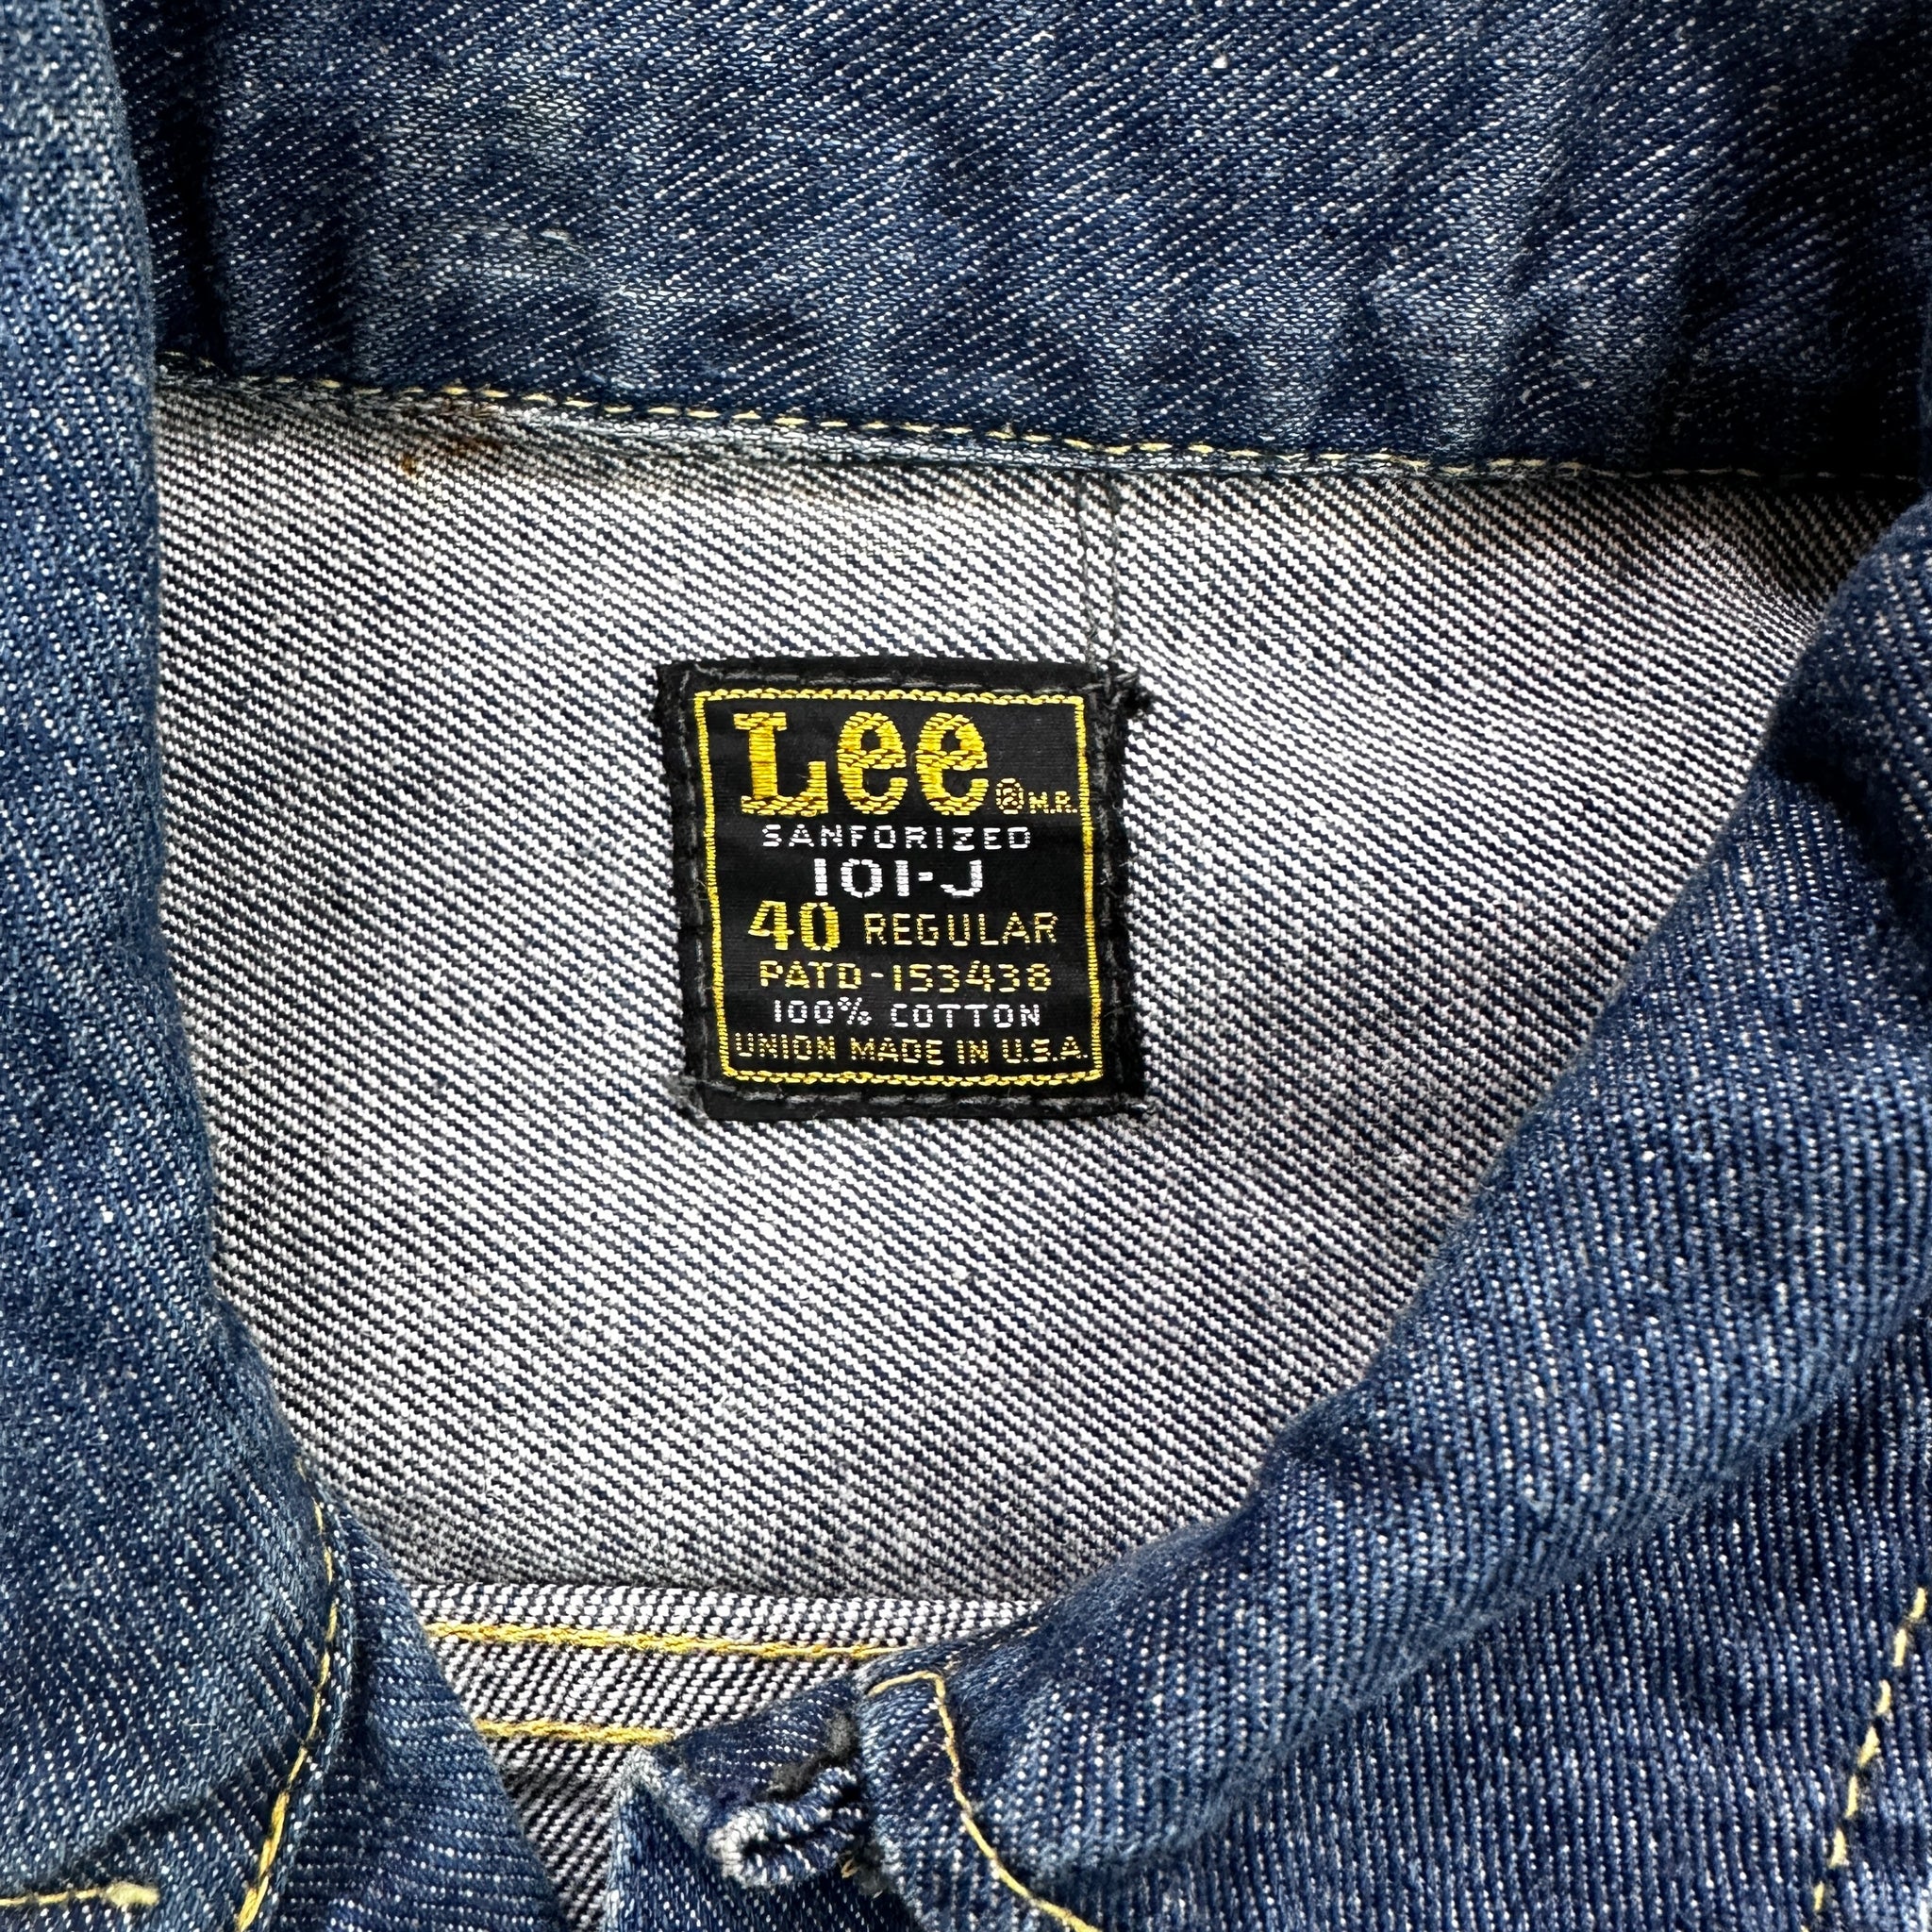 Lee ® M.R.
SANFORIZED
101-J
40 REGULAR
PATD-153438
100% COTTON
UNION MADE IN U.S.A.